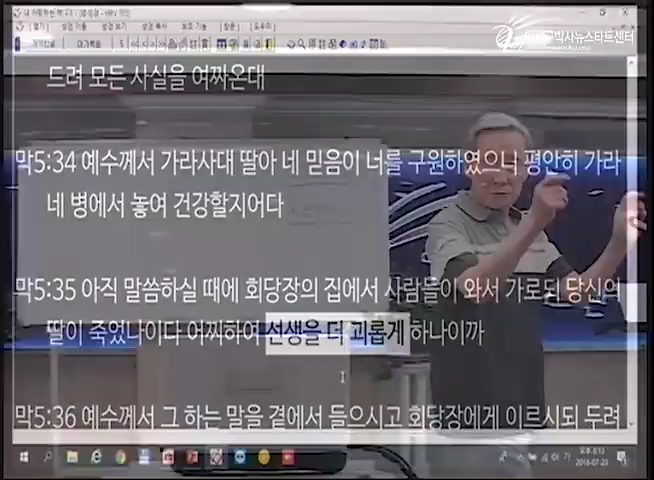 드려 모든 사실을 여짜온대
막5:34 예수께서 가라사대 딸아 네 믿음이 너를 구원하였으니 평안히 가라
네 병에서 놓여 건강할지어다
막5:35 아직 말씀하실 때에 회당장의 집에서 사람들이 와서 가로되 당신의
딸이 죽었나이다 어찌하여 선생을 더 괴롭게 하나이까
막5:36 예수께서 그 하는 말을 곁에서 들으시고 회당장에게 이르시되 두려
2018-07-23